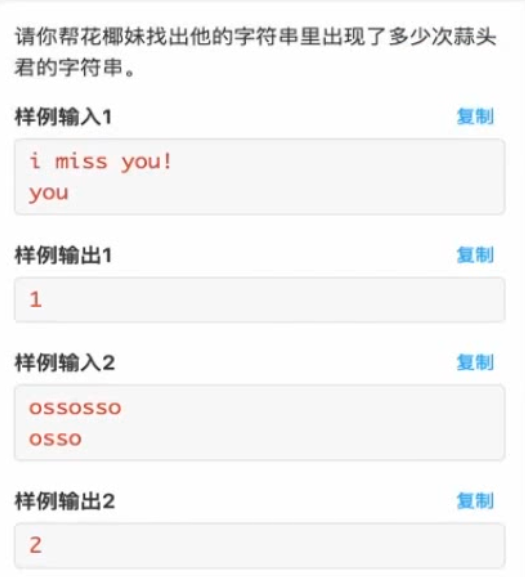 请你帮花椰妹找出他的字符串里出现了多少次蒜头
君的字符串。
样例输入1 复制
i miss you!
you
样例输出1 复制
1
样例输入2 复制
ossosso
osso
样例输出2 复制
2